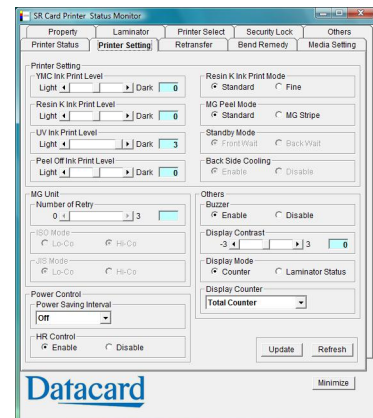 SR Card Printer Status Monitor
Property Laminator Printer Select Security Lock Others
Printer Status Printer Setting Retransfer Bend Remedy Media Setting
Printer Setting
YMC Ink Print Level
Light Dark 0
Resin K Ink Print Level
Light Dark 0
UV Ink Print Level
Light Dark 3
Peel Off Ink Print Level
Light Dark 0
Resin K Ink Print Mode
Standard Fine
MG Peel Mode
Standard MG Stripe
Standby Mode
Front Wait Back Wait
Back Side Cooling
Enable Disable
MG Unit
Number of Retry
0 3
ISO Mode
Lo-Co Hi-Co
JIS Mode
Lo-Co Hi-Co
Power Control
Power Saving Interval
Off
HR Control
Enable Disable
Others
Buzzer
Enable Disable
Display Contrast
-3 3 0
Display Mode
Counter Laminator Status
Display Counter
Total Counter
Update Refresh
Datacard
Minimize